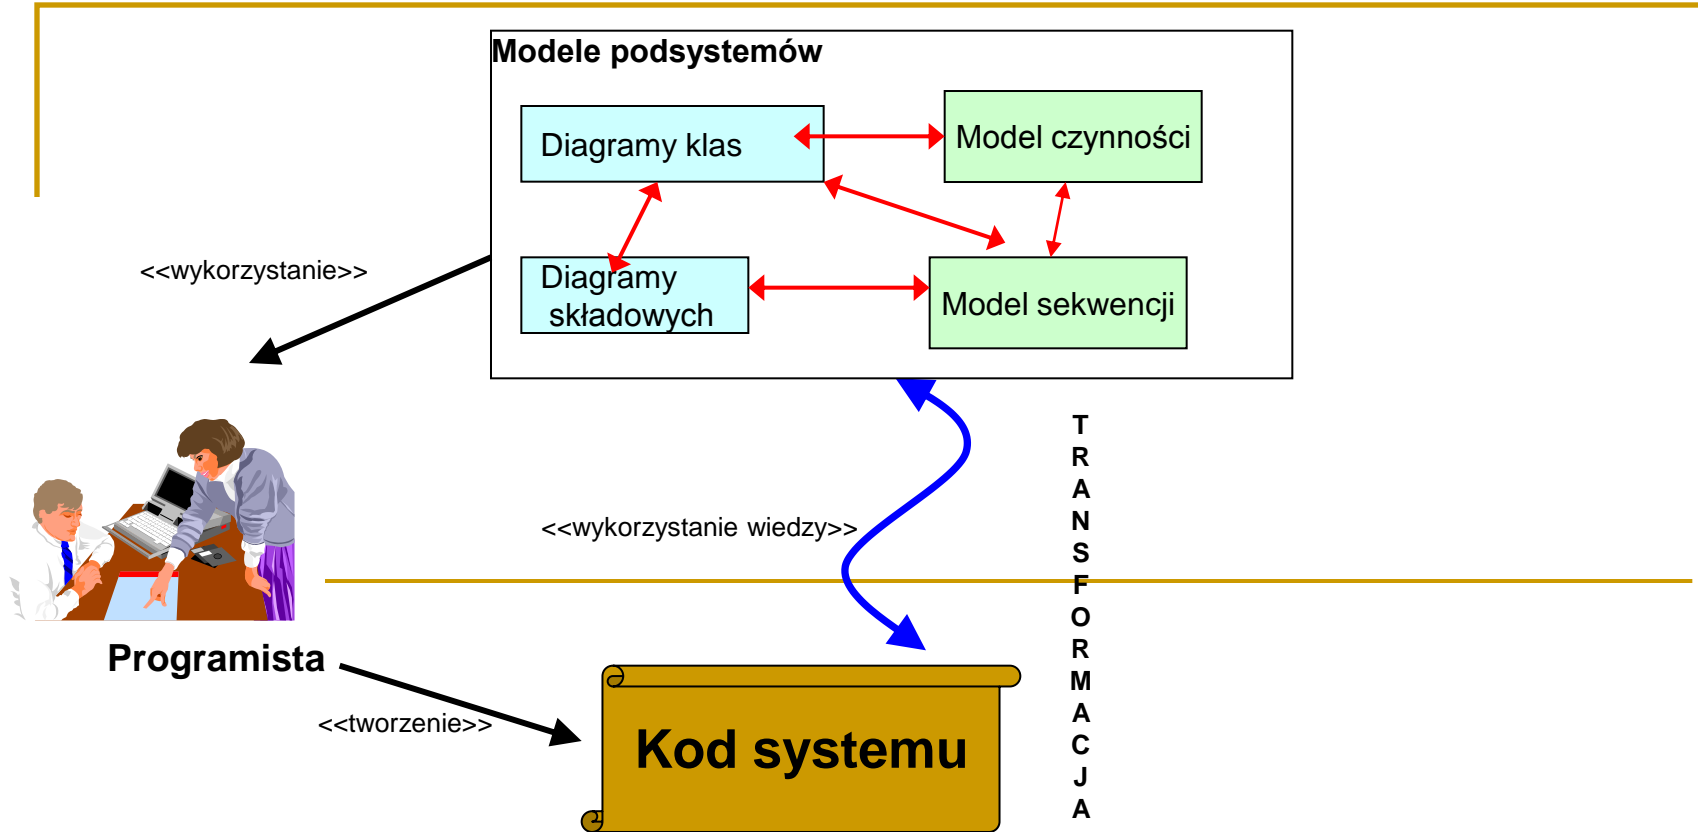 Modele podsystemów
Diagramy klas
Model czynności
<<wykorzystanie>>
Diagramy
składowych
Model sekwencji
T
R
A
N
S
F
O
R
M
A
C
J
A
<<wykorzystanie wiedzy>>
Programista
<<tworzenie>>
Kod systemu